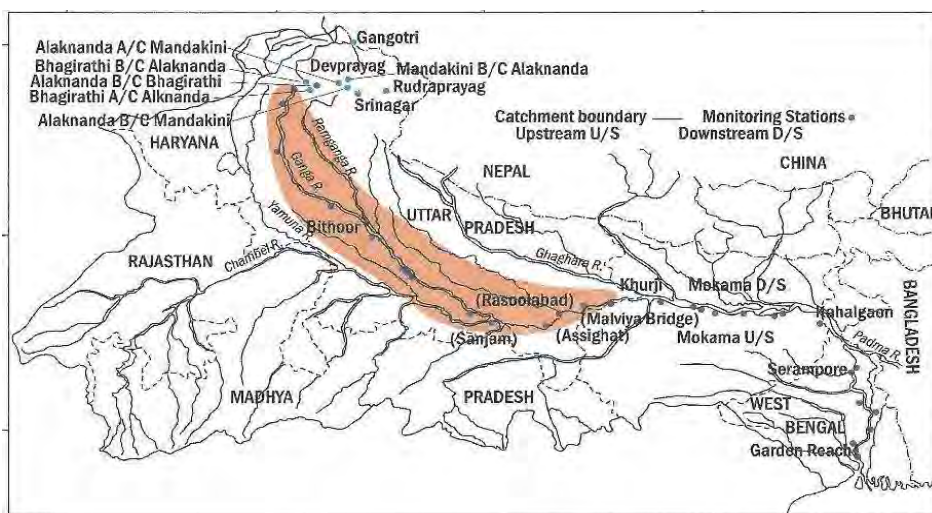 Gangotri
Alaknanda A/C Mandakini
Devprayag
Bhagirathi B/C Alaknanda
Mandakini B/C Alaknanda
Alaknanda B/C Bhagirathi
Rudraprayag
Bhagirathi A/C Alknanda
Srinagar
Alaknanda B/C Mandakini
Catchment boundary
Monitoring Stations
Upstream U/S
Downstream D/S
HARYANA
Ramganga R.
CHINA
NEPAL
Ganga R.
BHUTAN
UTTAR
PRADESH
Yamuna R.
Bithoor
Ghaghara R.
RAJASTHAN
Chambel R.
Khurji
Mokama D/S
BANGLADESH
(Rasoolabad)
Kahalgaon
(Malviya Bridge)
(Sanjam)
(Assighat)
Mokama U/S
Padma R.
Serampore
MADHYA
PRADESH
WEST
BENGAL
Garden Reach